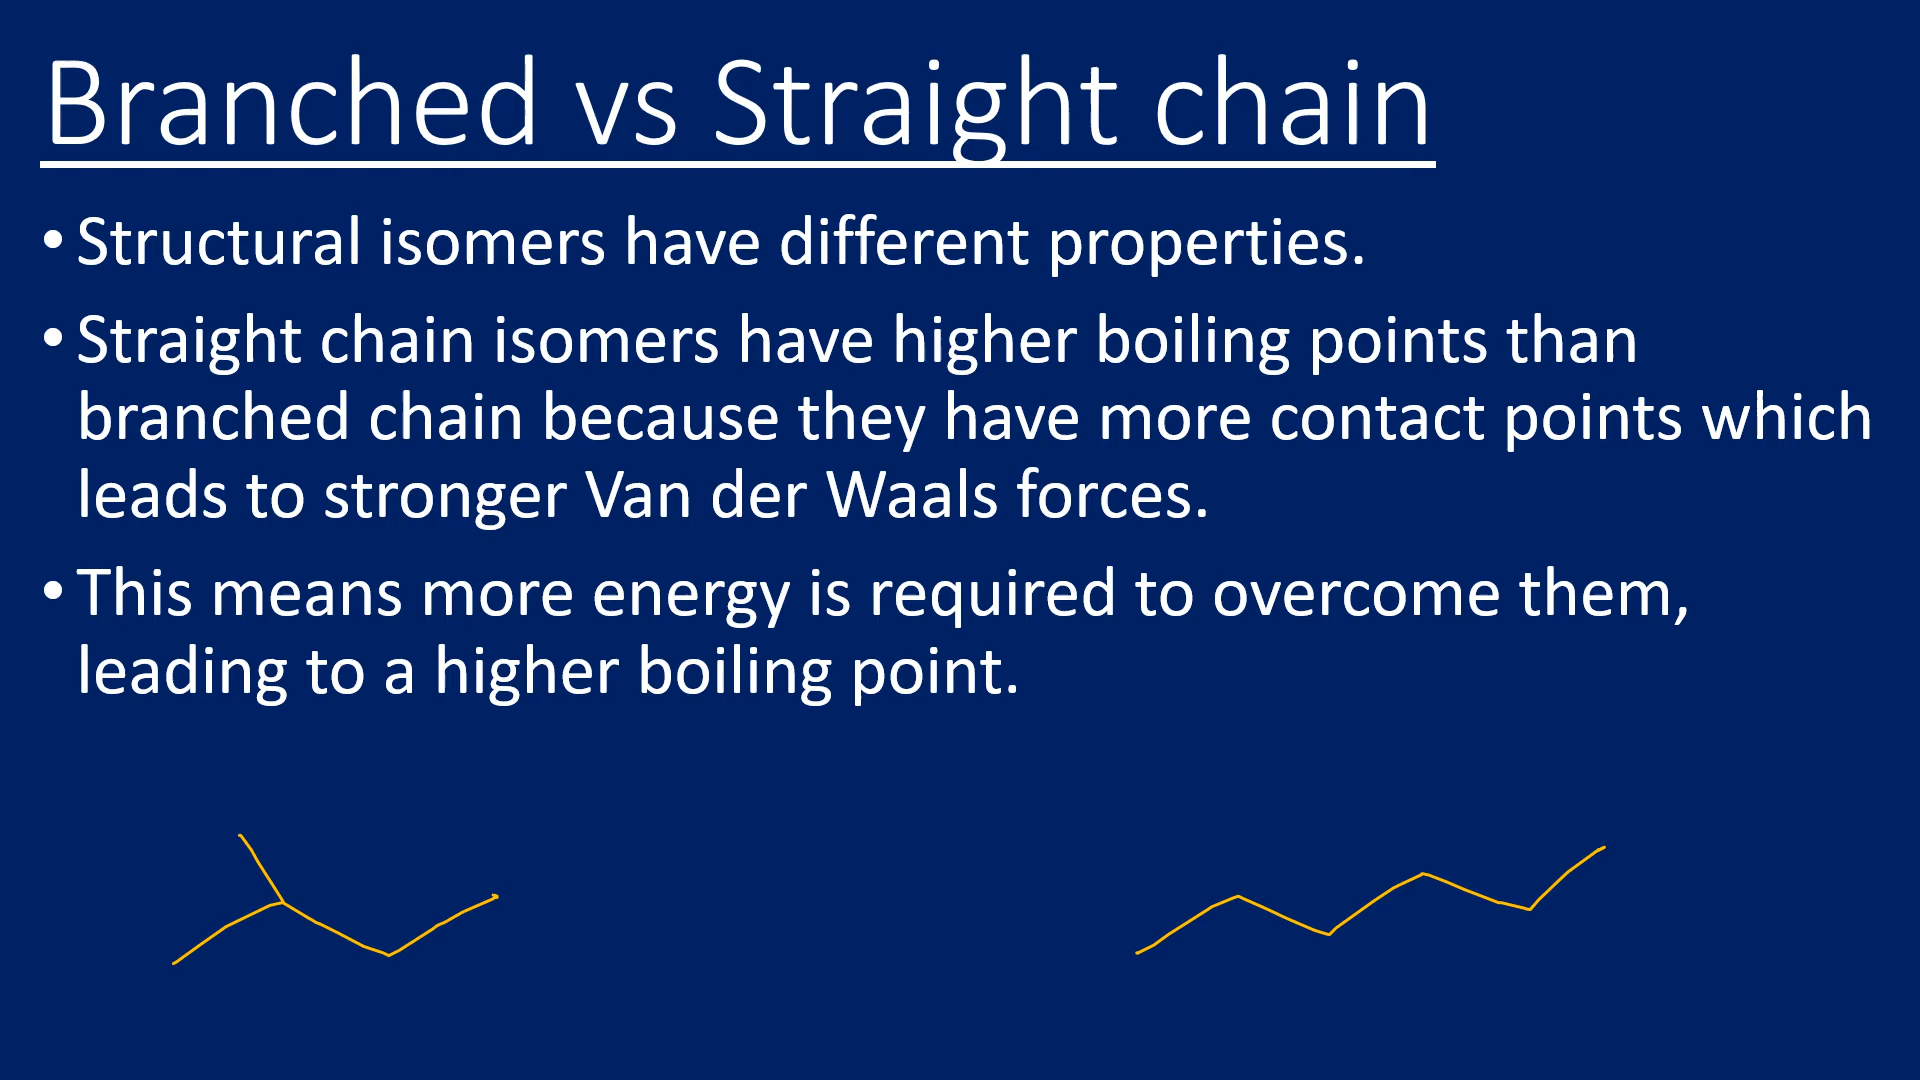 Branched vs Straight chain
• Structural isomers have different properties.
• Straight chain isomers have higher boiling points than
branched chain because they have more contact points which
leads to stronger Van der Waals forces.
• This means more energy is required to overcome them,
leading to a higher boiling point.